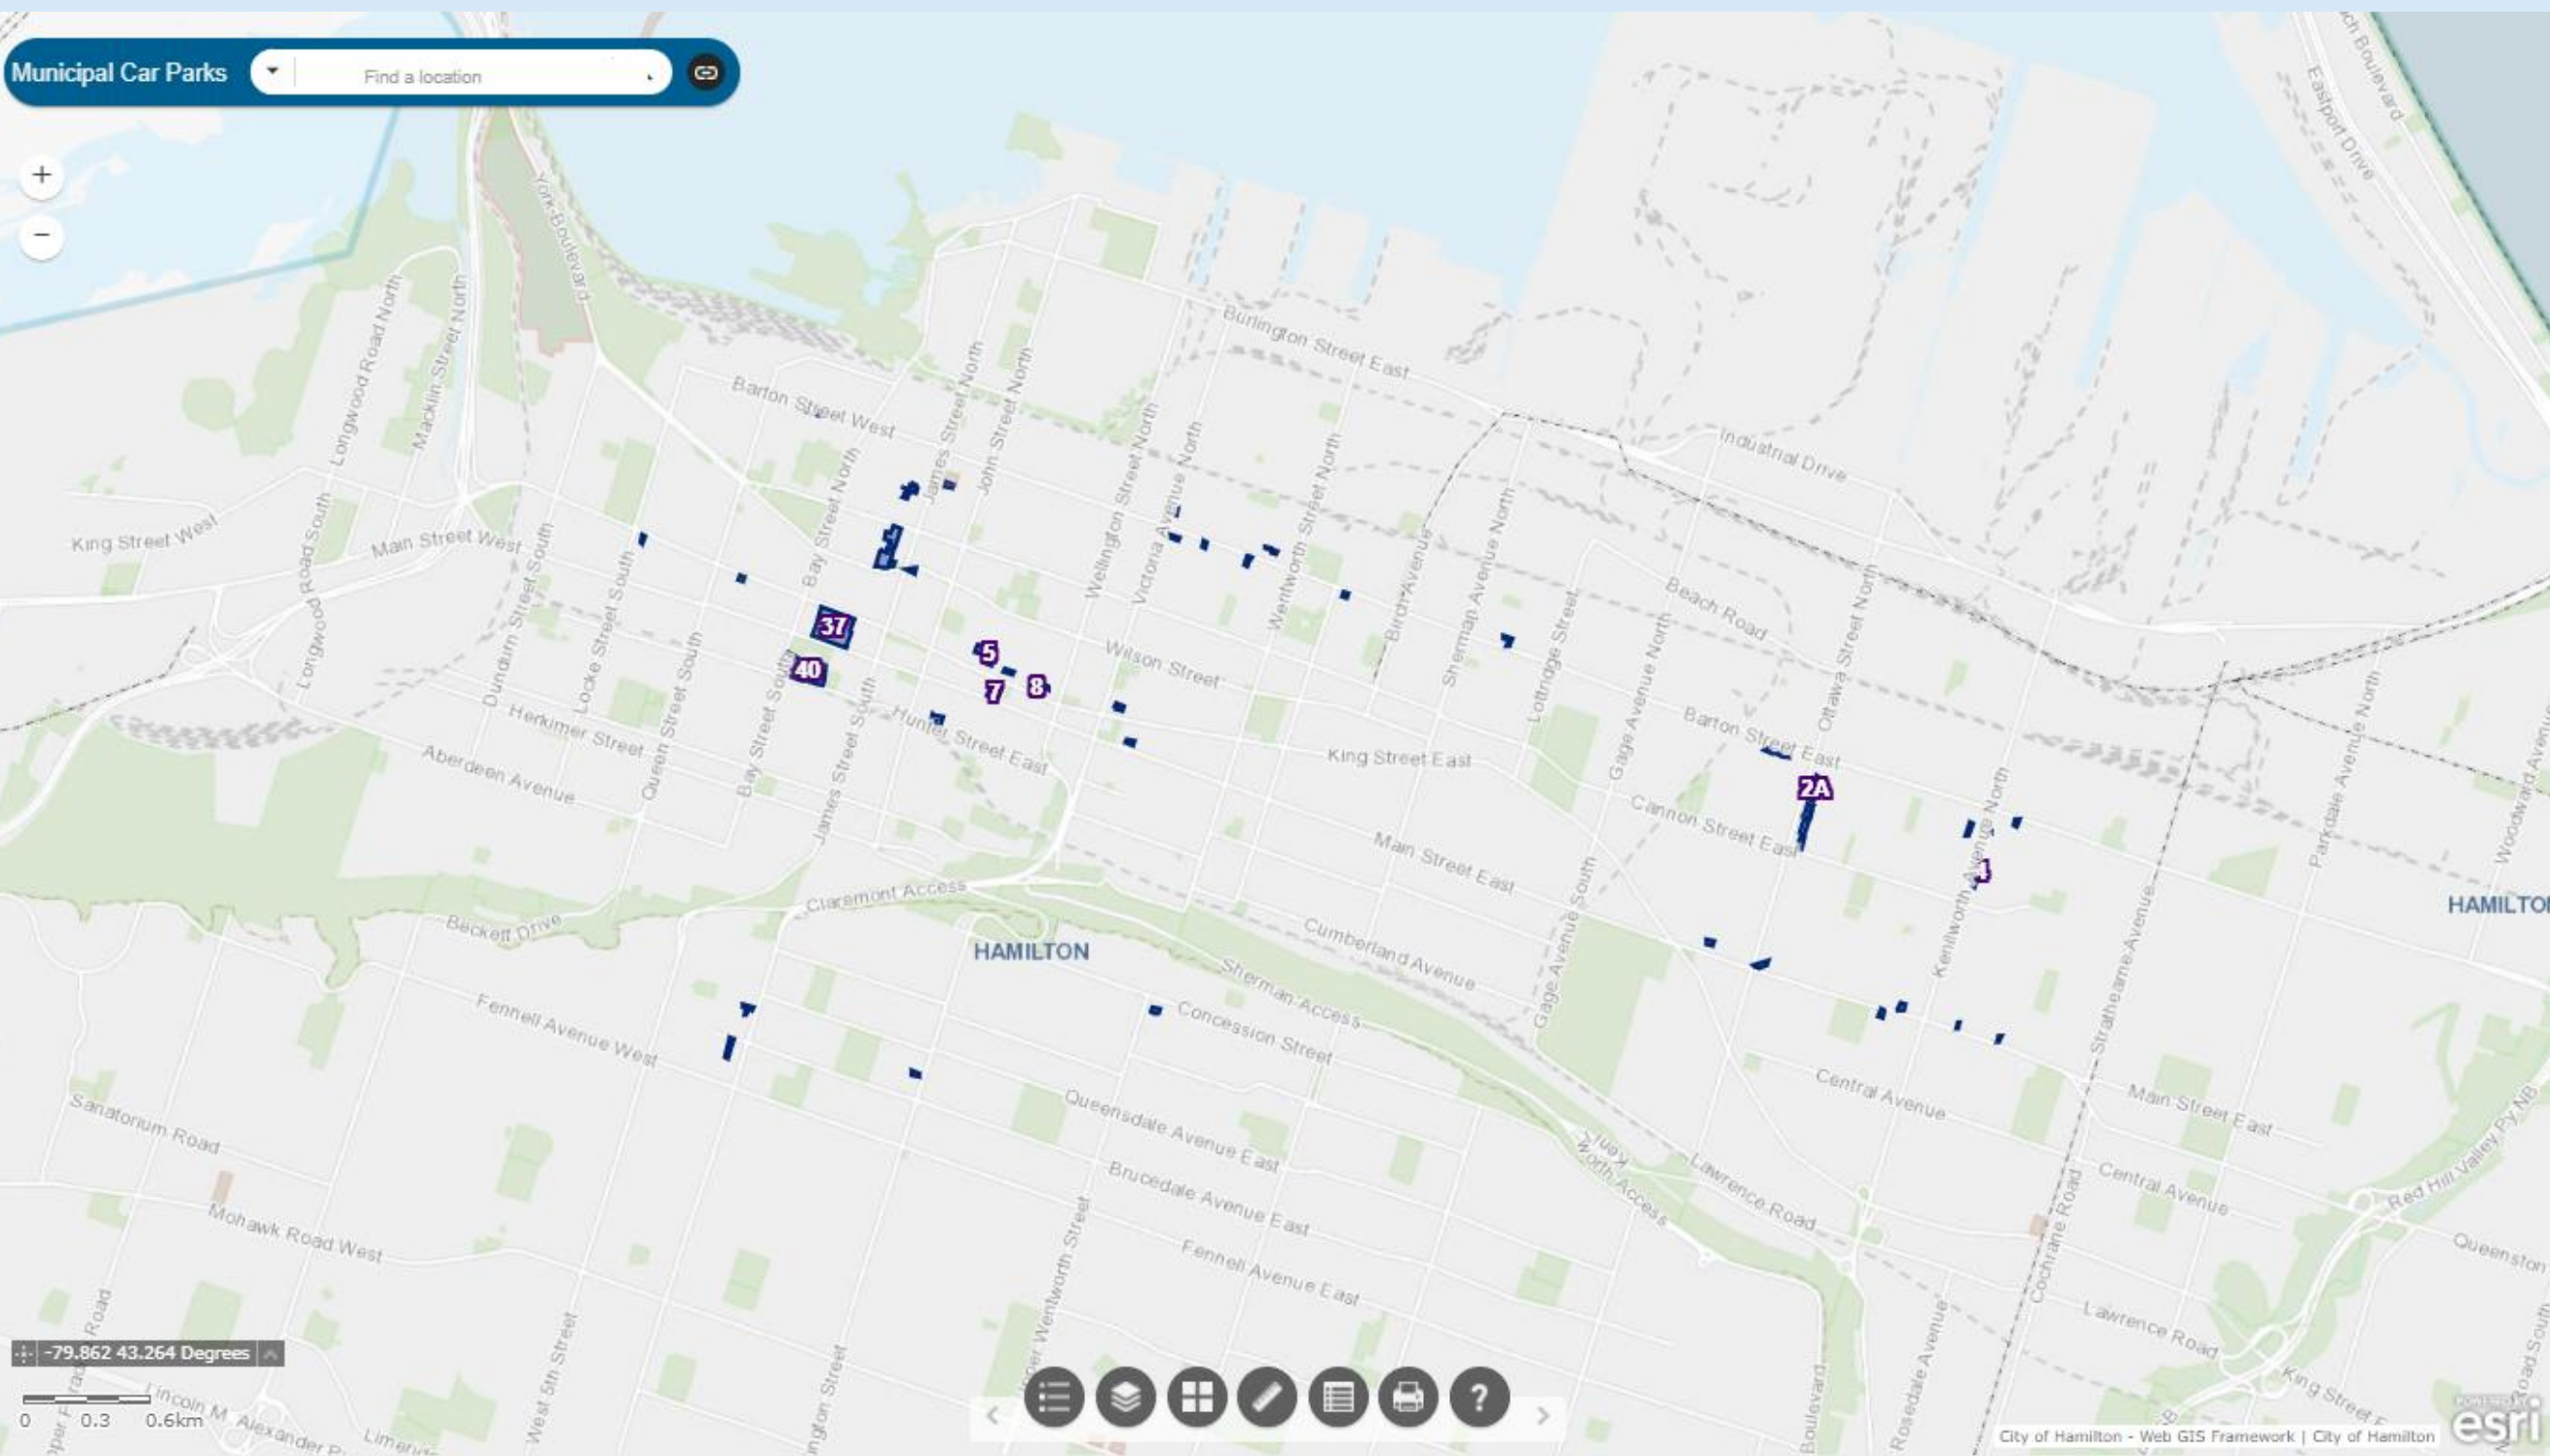 Municipal Car Parks
Find a location
+
−
Eastport Drive
York Boulevard
Longwood Road North
Macklin Street North
Burlington Street East
Barton Street West
James Street North
John Street North
Wellington Street North
Victoria Avenue North
Wentworth Street North
Industrial Drive
Bay Street North
King Street West
Main Street West
Longwood Road South
Dundurn Street South
Locke Street South
Queen Street South
Birch Avenue
Sherman Avenue North
Lottridge Street
Gage Avenue North
Beach Road
Ottawa Street North
37
40
5
7
8
Wilson Street
Bay Street South
James Street South
Hunter Street East
Herkimer Street
Aberdeen Avenue
King Street East
Barton Street East
2A
Cannon Street East
Kenilworth Avenue North
Parkdale Avenue North
Main Street East
Claremont Access
Beckett Drive
HAMILTON
Cumberland Avenue
Gage Avenue South
Strathearne Avenue
Sherman Access
Fennell Avenue West
Concession Street
Queensdale Avenue East
Central Avenue
Main Street East
Sanatorium Road
Brucedale Avenue East
Lawrence Road
Central Avenue
Red Hill Valley Py NB
Mohawk Road West
Fennell Avenue East
Cochrane Road
Queenston
Lawrence Road
Rosedale Avenue
West 5th Street
Boulevard
-79.862 43.264 Degrees
0 0.3 0.6km
?
City of Hamilton - Web GIS Framework | City of Hamilton
POWERED BY
esri